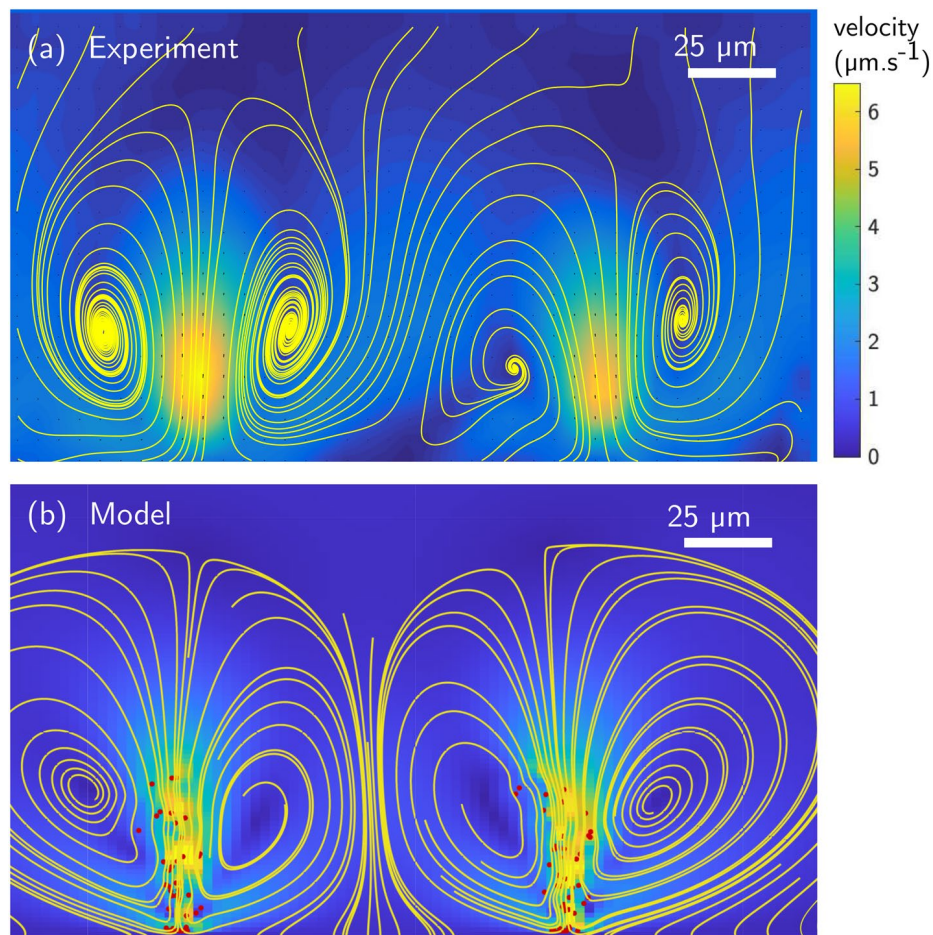 (a) Experiment
25 μm
velocity
(μm.s⁻¹)
6
5
4
3
2
1
0
(b) Model
25 μm